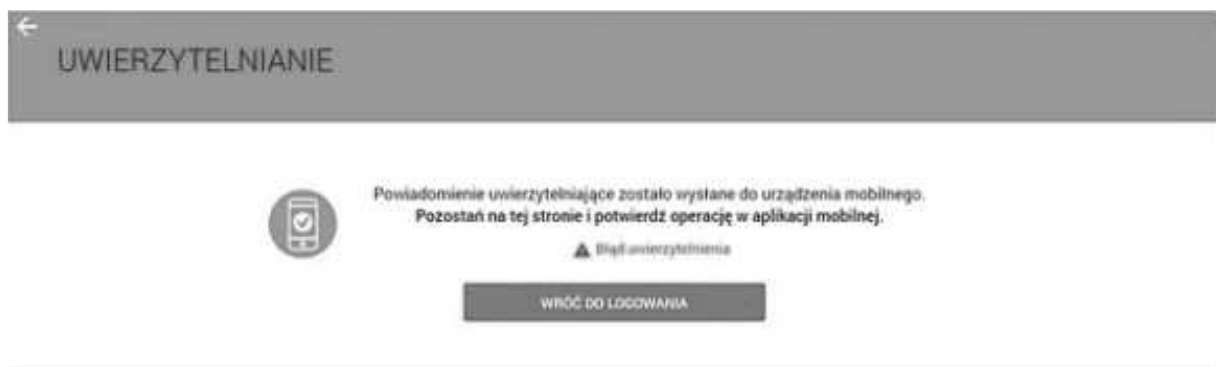 UWIERZYTELNIANIE
Powiadomienie uwierzytelniające zostało wysłane do urządzenia mobilnego.
Pozostań na tej stronie i potwierdź operację w aplikacji mobilnej.
Błąd uwierzytelnienia
WRÓĆ DO LOGOWANIA